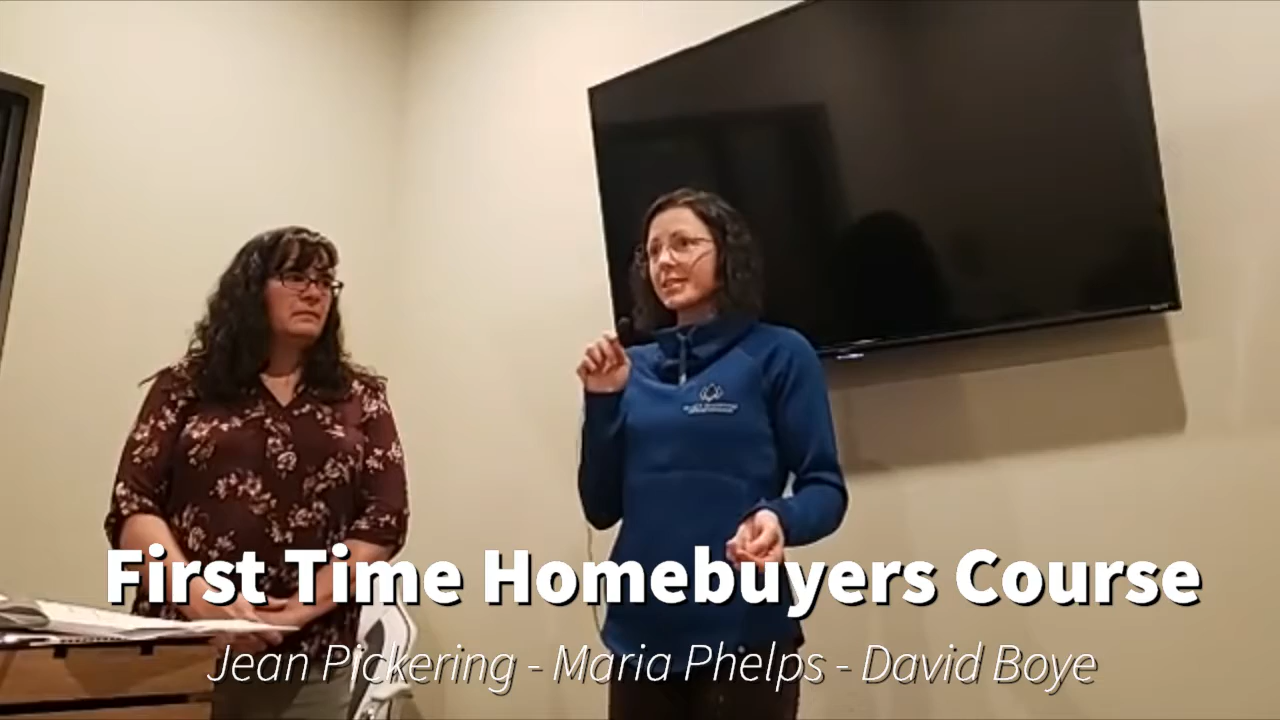 First Time Homebuyers Course
Jean Pickering - Maria Phelps - David Boye